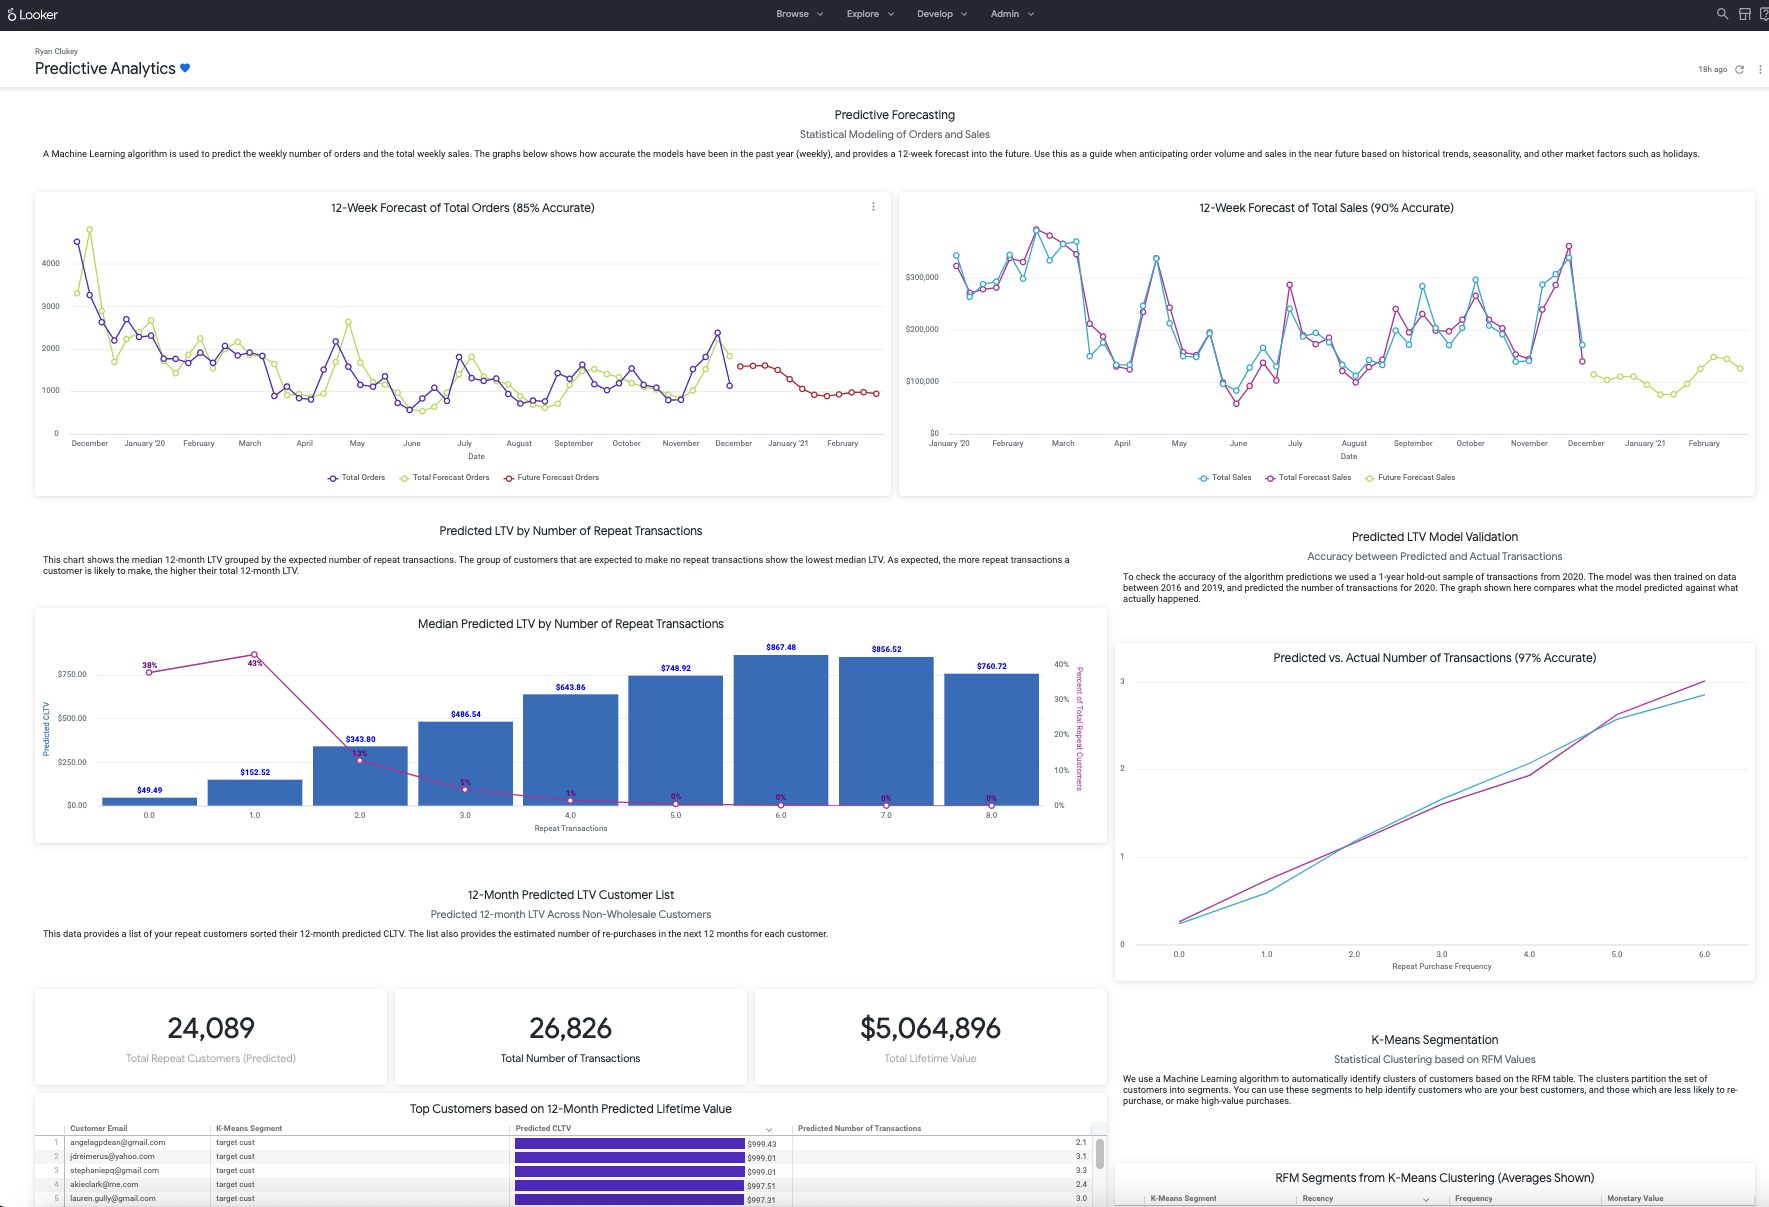 Looker
Browse Explore Develop Admin
Ryan Clukey
Predictive Analytics
18h ago
Predictive Forecasting
Statistical Modeling of Orders and Sales
A Machine Learning algorithm is used to predict the weekly number of orders and the total weekly sales. The graphs below shows how accurate the models have been in the past year (weekly), and provides a 12-week forecast into the future. Use this as a guide when anticipating order volume and sales in the near future based on historical trends, seasonality, and other market factors such as holidays.
12-Week Forecast of Total Orders (85% Accurate)
4000
3000
2000
1000
0
December January '20 February March April May June July August September October November December January '21 February
Date
Total Orders Total Forecast Orders Future Forecast Orders
12-Week Forecast of Total Sales (90% Accurate)
$300,000
$200,000
$100,000
$0
January '20 February March April May June July August September October November December January '21 February
Date
Total Sales Total Forecast Sales Future Forecast Sales
Predicted LTV by Number of Repeat Transactions
This chart shows the median 12-month LTV grouped by the expected number of repeat transactions. The group of customers that are expected to make no repeat transactions show the lowest median LTV. As expected, the more repeat transactions a
customer is likely to make, the higher their total 12-month LTV.
Median Predicted LTV by Number of Repeat Transactions
Predicted CLTV
$750.00
$500.00
$250.00
$0.00
$49.49 $152.52 $343.80 $486.54 $643.86 $748.92 $867.48 $856.52 $760.72
38% 43% 13% 5% 1% 0% 0% 0% 0%
0.0 1.0 2.0 3.0 4.0 5.0 6.0 7.0 8.0
Repeat Transactions
40%
30%
20%
10%
0%
Percent of Total Repeat Customers
Predicted LTV Model Validation
Accuracy between Predicted and Actual Transactions
To check the accuracy of the algorithm predictions we used a 1-year hold-out sample of transactions from 2020. The model was then trained on data
between 2016 and 2019, and predicted the number of transactions for 2020. The graph shown here compares what the model predicted against what
actually happened.
Predicted vs. Actual Number of Transactions (97% Accurate)
3
2
1
0
0.0 1.0 2.0 3.0 4.0 5.0 6.0
Repeat Purchase Frequency
12-Month Predicted LTV Customer List
Predicted 12-month LTV Across Non-Wholesale Customers
This data provides a list of your repeat customers sorted their 12-month predicted CLTV. The list also provides the estimated number of re-purchases in the next 12 months for each customer.
24,089
Total Repeat Customers (Predicted)
26,826
Total Number of Transactions
$5,064,896
Total Lifetime Value
Top Customers based on 12-Month Predicted Lifetime Value
Customer Email K-Means Segment Predicted CLTV Predicted Number of Transactions
1 angelagpdean@gmail.com target cust $999.43 2.1
2 jdreimerus@yahoo.com target cust $999.01 3.1
3 stephaniepq@gmail.com target cust $999.01 3.3
4 akieclark@me.com target cust $997.51 2.4
5 lauren.gully@gmail.com target cust $997.31 3.0
K-Means Segmentation
Statistical Clustering based on RFM Values
We use a Machine Learning algorithm to automatically identify clusters of customers based on the RFM table. The clusters partition the set of
customers into segments. You can use these segments to help identify customers who are your best customers, and those which are less likely to re-
purchase, or make high-value purchases.
RFM Segments from K-Means Clustering (Averages Shown)
K-Means Segment Recency Frequency Monetary Value